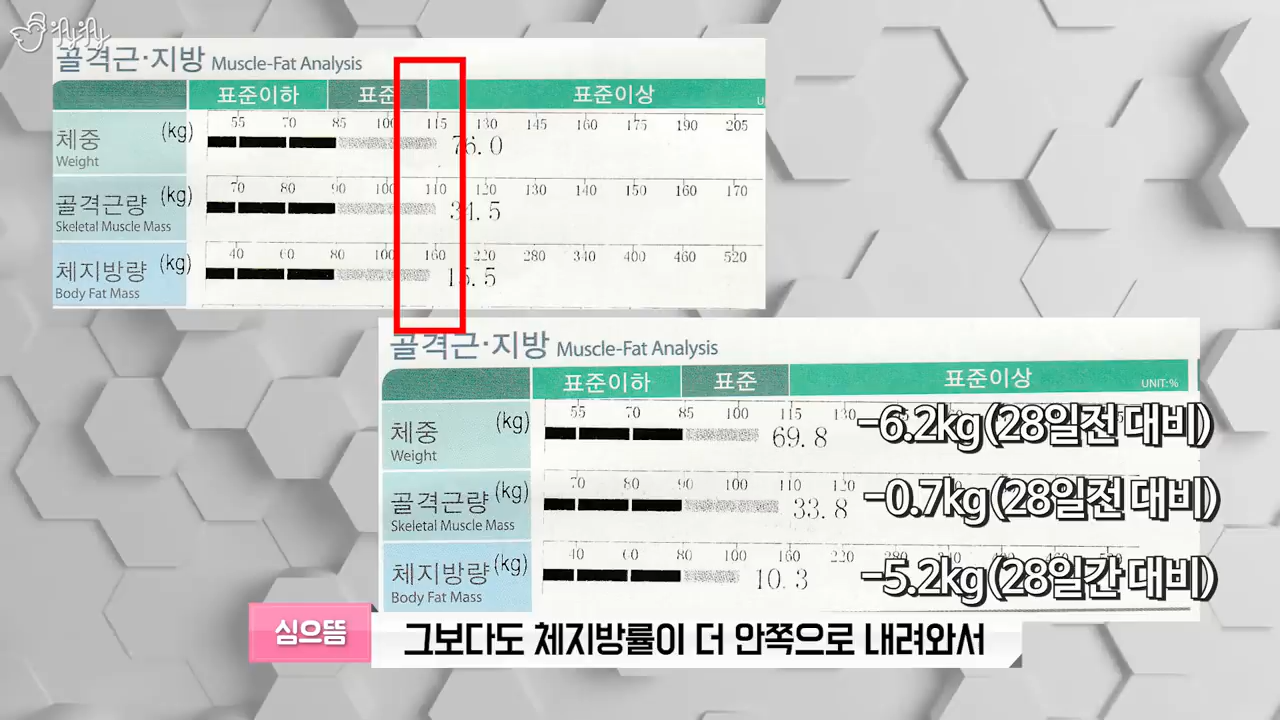 골격근·지방 Muscle-Fat Analysis
표준이하 표준 표준이상 U
체중 (kg) 55 70 85 100 115 130 145 160 175 190 205
Weight 76.0
골격근량 (kg) 70 80 90 100 110 120 130 140 150 160 170
Skeletal Muscle Mass 34.5
체지방량 (kg) 40 60 80 100 160 220 280 340 400 460 520
Body Fat Mass 15.5
골격근·지방 Muscle-Fat Analysis
표준이하 표준 표준이상 UNIT:%
체중 (kg) 55 70 85 100 115 130
Weight 69.8 -6.2kg(28일전 대비)
골격근량 (kg) 70 80 90 100 110 120
Skeletal Muscle Mass 33.8 -0.7kg(28일전 대비)
체지방량 (kg) 40 60 80 100 160 220 280 340
Body Fat Mass 10.3 -5.2kg(28일간 대비)
심으뜸 그보다도 체지방률이 더 안쪽으로 내려와서